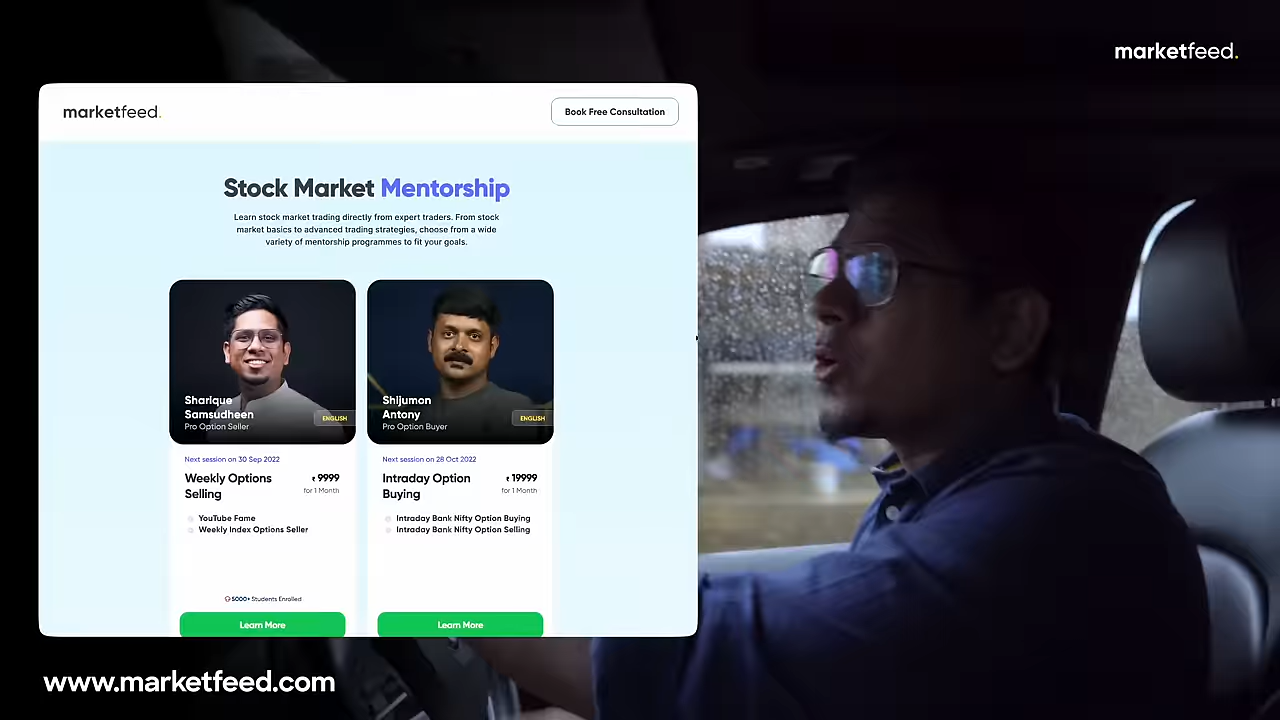 marketfeed.
marketfeed.
Book Free Consultation
Stock Market Mentorship
Learn stock market trading directly from expert traders. From stock
market basics to advanced trading strategies, choose from a wide
variety of mentorship programmes to fit your goals.
Sharique
Samsudheen
Pro Option Seller
ENGLISH
Next session on 30 Sep 2022
Weekly Options
Selling
₹ 9999
for 1 Month
YouTube Fame
Weekly Index Options Seller
5000+ Students Enrolled
Learn More
Shijumon
Antony
Pro Option Buyer
ENGLISH
Next session on 28 Oct 2022
Intraday Option
Buying
₹ 19999
for 1 Month
Intraday Bank Nifty Option Buying
Intraday Bank Nifty Option Selling
Learn More
www.marketfeed.com